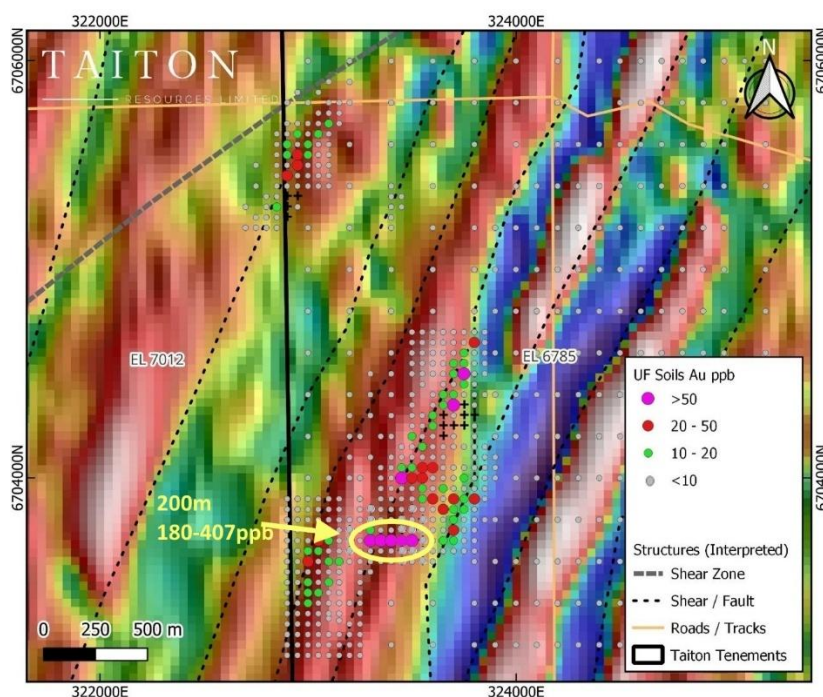 322000E
324000E
6706000N
6706000N
TAITON
RESOURCES LIMITED
N
EL 7012
EL 6785
UF Soils Au ppb
>50
20 - 50
10 - 20
<10
6704000N
6704000N
200m
180-407ppb
Structures (Interpreted)
Shear Zone
Shear / Fault
Roads / Tracks
Taiton Tenements
0 250 500 m
322000E
324000E